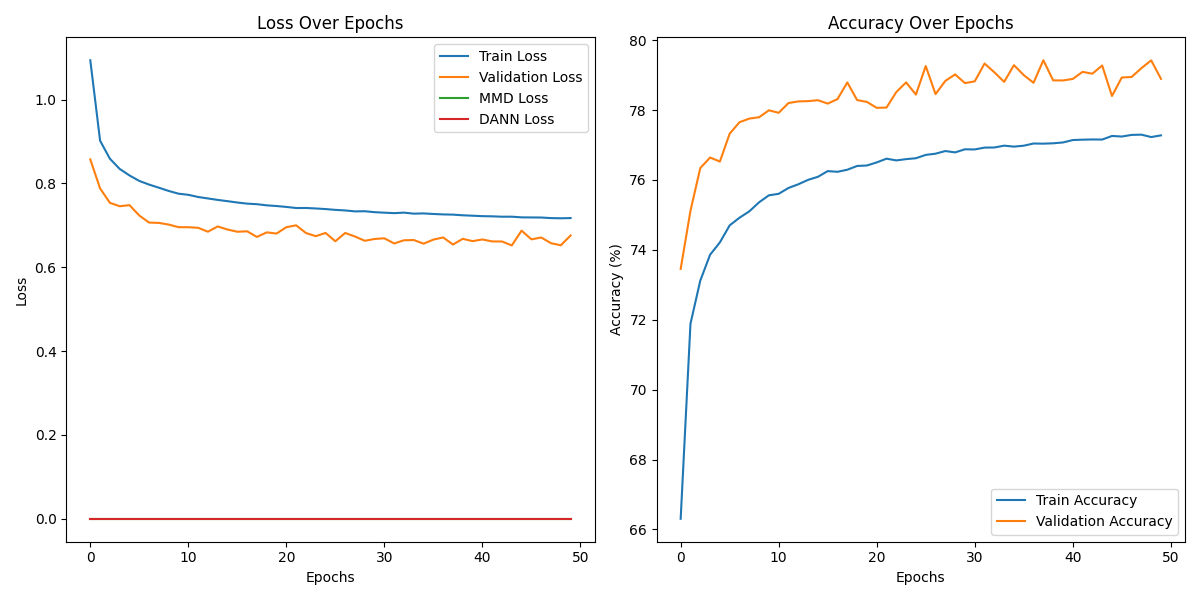 Loss Over Epochs
Train Loss
Validation Loss
MMD Loss
DANN Loss
1.0
0.8
0.6
0.4
0.2
0.0
Loss
0 10 20 30 40 50
Epochs
Accuracy Over Epochs
80
78
76
74
72
70
68
66
Accuracy (%)
Train Accuracy
Validation Accuracy
0 10 20 30 40 50
Epochs